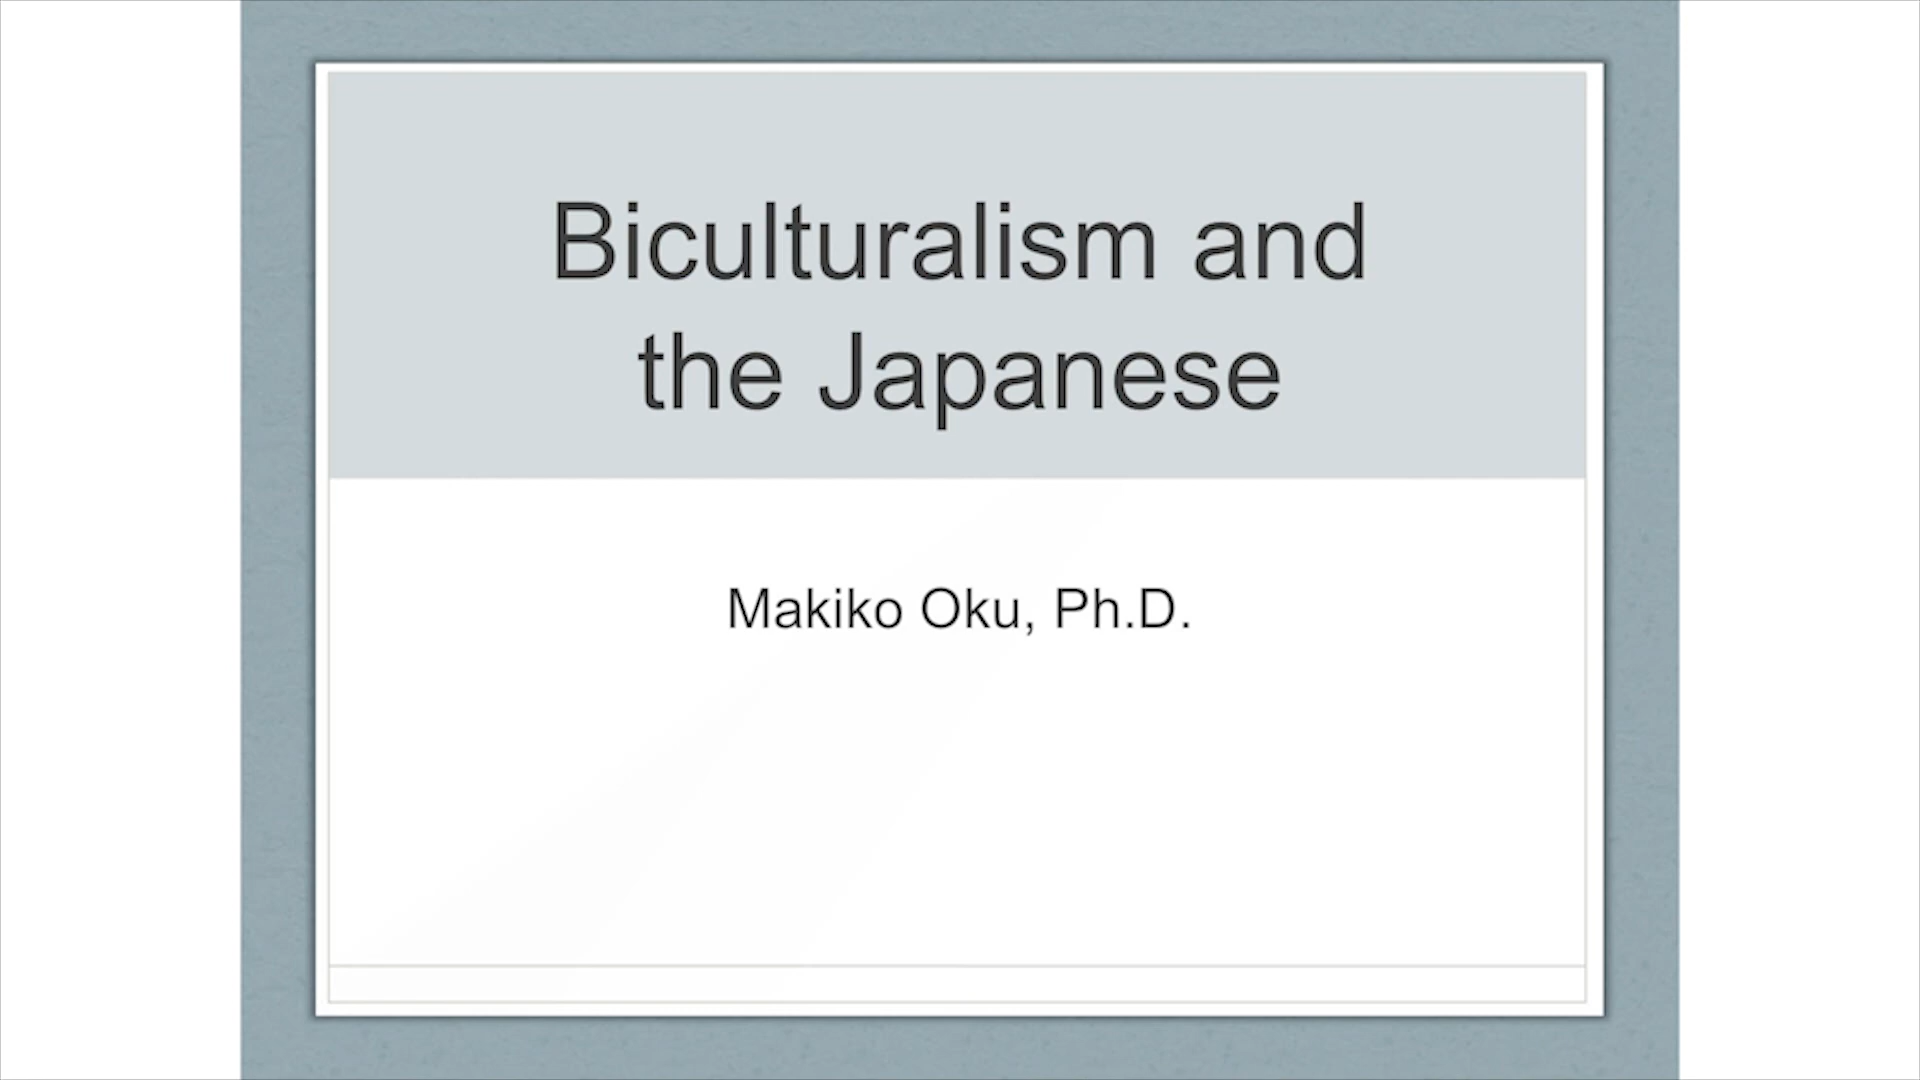 Biculturalism and
the Japanese
Makiko Oku, Ph.D.